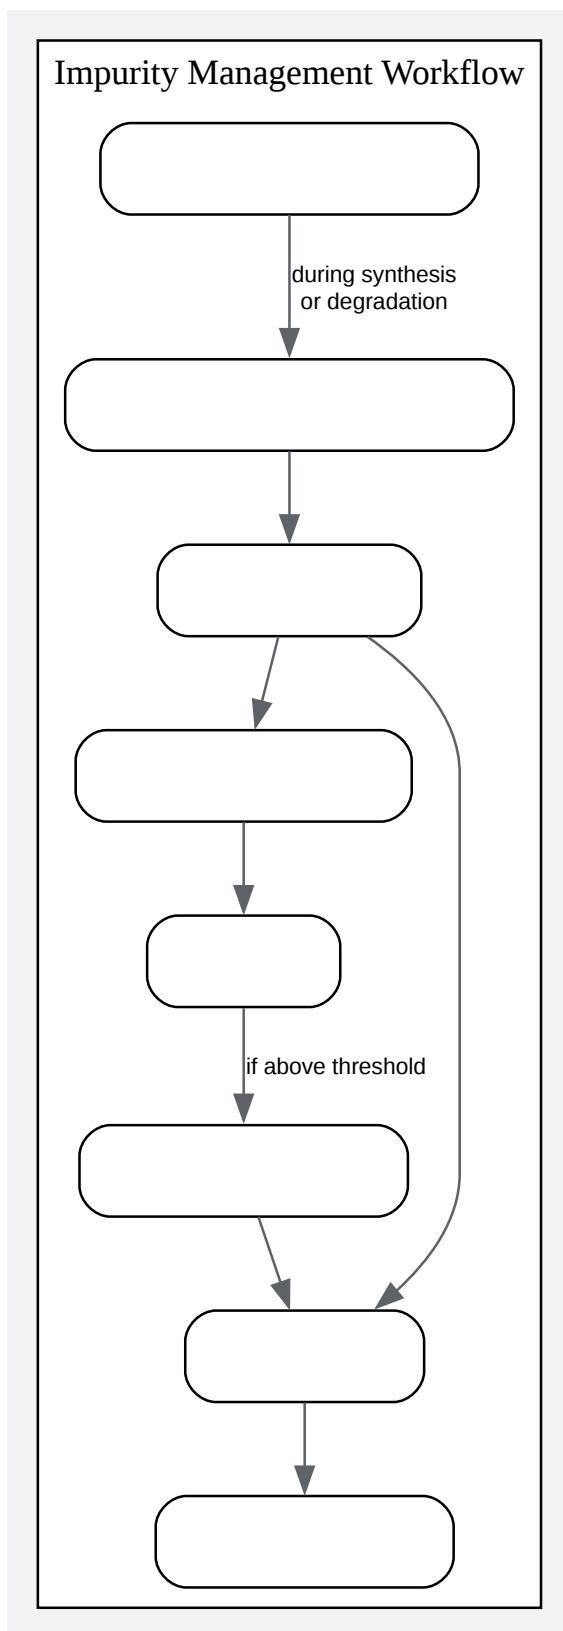 Impurity Management Workflow
during synthesis
or degradation
if above threshold